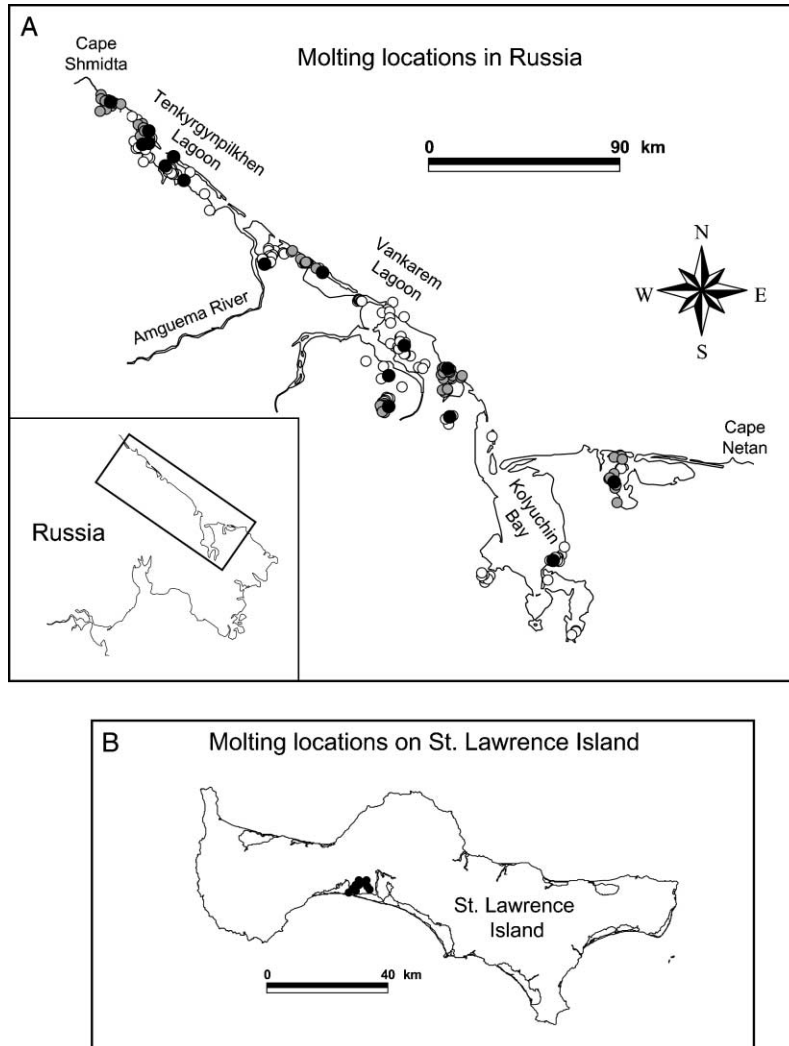 A
Molting locations in Russia
Cape
Shmidta
Tenkyrgynpilkhen
Lagoon
0 90 km
Vankarem
Lagoon
N
W E
S
Amguema River
Cape
Netan
Kolyuchin
Bay
Russia
B
Molting locations on St. Lawrence Island
St. Lawrence
Island
0 40 km